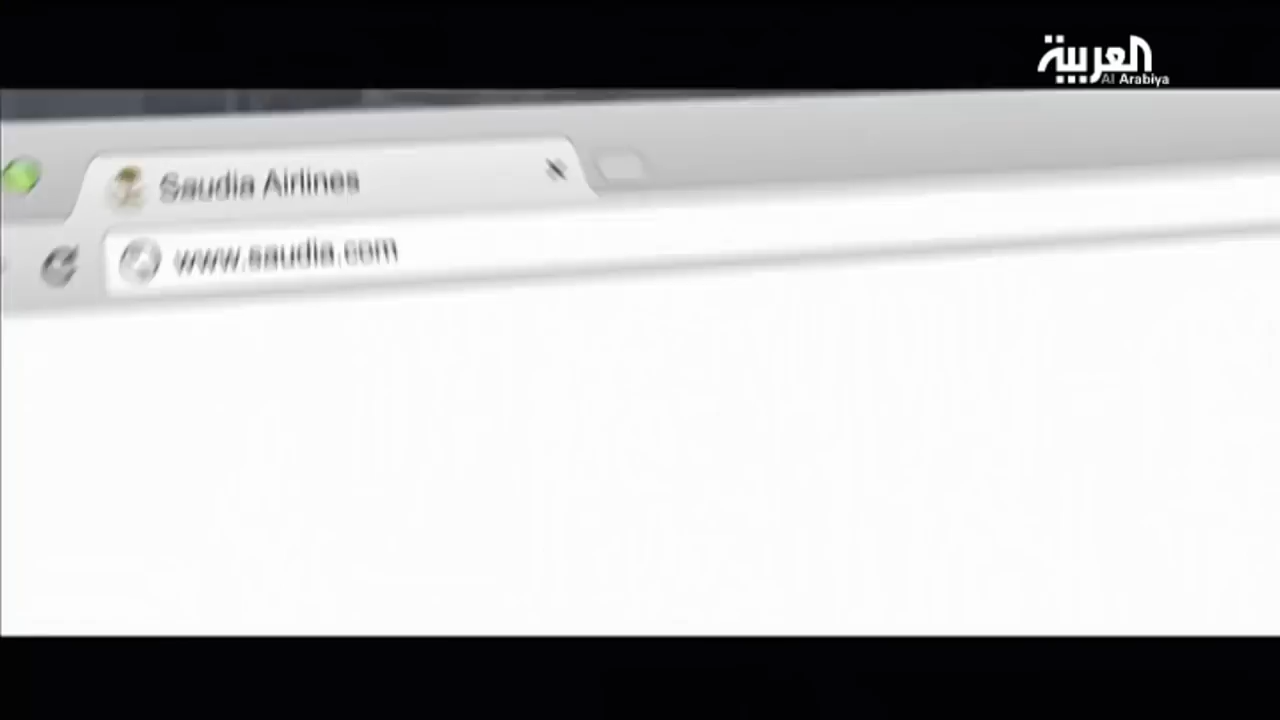 العربية
Al Arabiya
Saudia Airlines
www.saudia.com